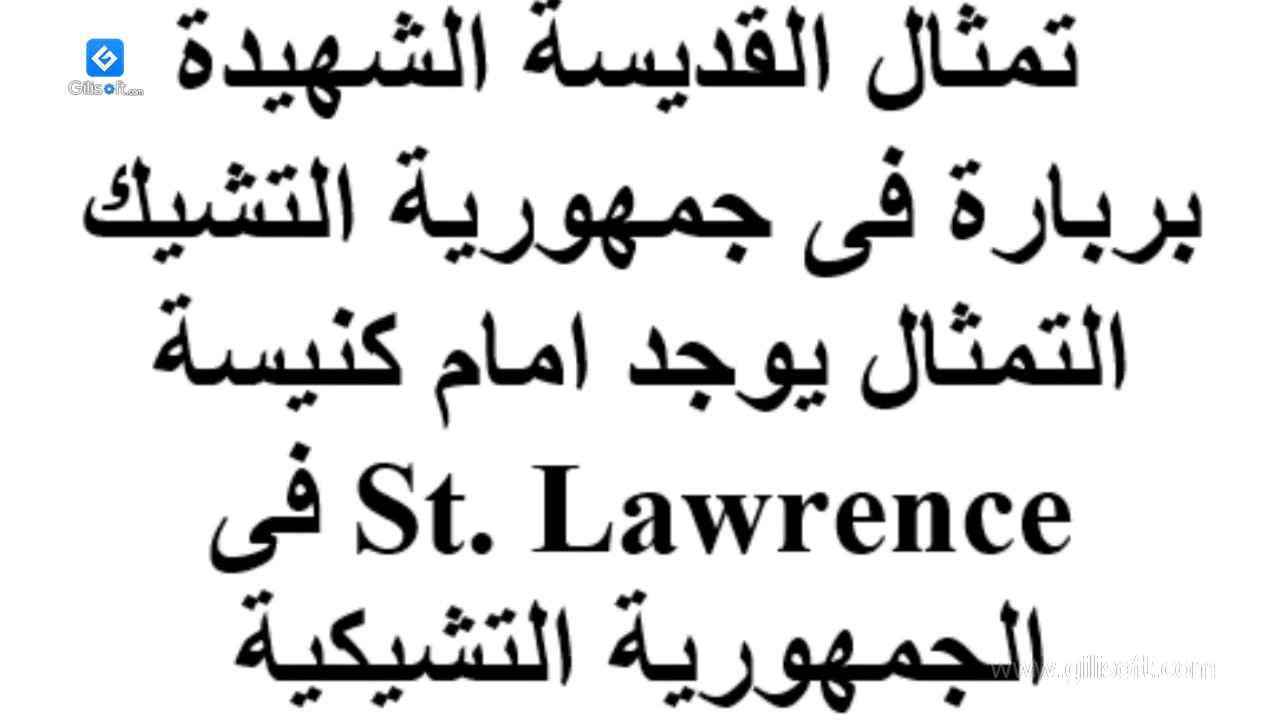 Gilisoft.com
تمثال القديسة الشهيدة
بربارة فى جمهورية التشيك
التمثال يوجد امام كنيسة
St. Lawrence فى
الجمهورية التشيكية
www.gilisoft.com